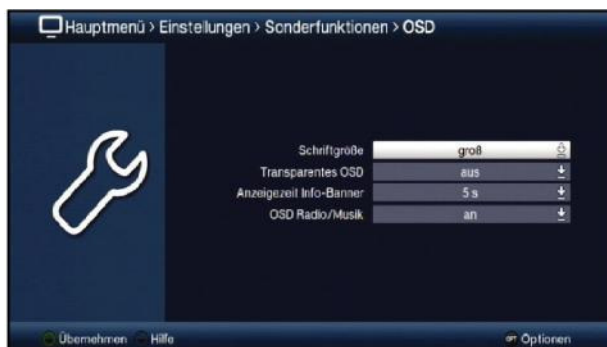 Hauptmenü > Einstellungen > Sonderfunktionen > OSD
Schriftgröße groß
Transparentes OSD aus
Anzeigezeit Info-Banner 5 s
OSD Radio/Musik an
Übernehmen Hilfe OPT Optionen